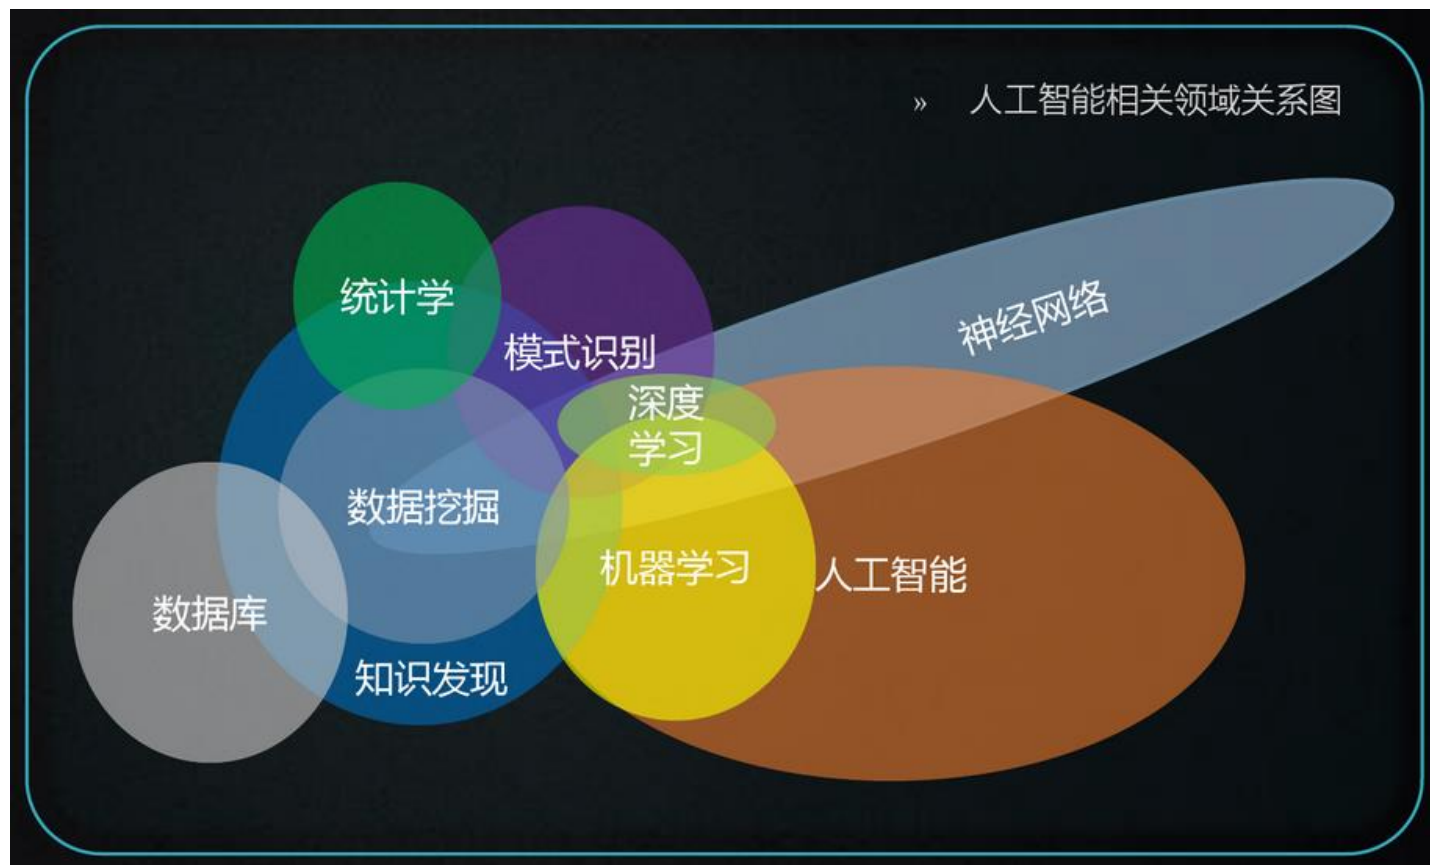 » 人工智能相关领域关系图
统计学
模式识别
神经网络
深度
学习
数据挖掘
机器学习
人工智能
数据库
知识发现